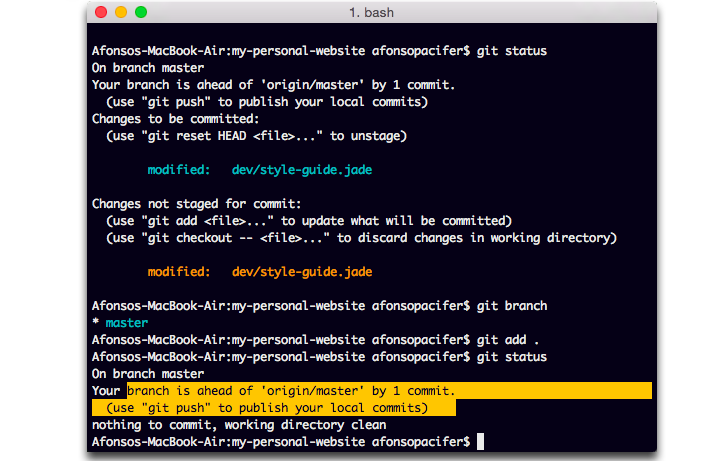 1. bash
Afonsos-MacBook-Air:my-personal-website afonsopacifer$ git status
On branch master
Your branch is ahead of 'origin/master' by 1 commit.
  (use "git push" to publish your local commits)
Changes to be committed:
  (use "git reset HEAD <file>..." to unstage)
        modified:   dev/style-guide.jade
Changes not staged for commit:
  (use "git add <file>..." to update what will be committed)
  (use "git checkout -- <file>..." to discard changes in working directory)
        modified:   dev/style-guide.jade
Afonsos-MacBook-Air:my-personal-website afonsopacifer$ git branch
* master
Afonsos-MacBook-Air:my-personal-website afonsopacifer$ git add .
Afonsos-MacBook-Air:my-personal-website afonsopacifer$ git status
On branch master
Your branch is ahead of 'origin/master' by 1 commit.
  (use "git push" to publish your local commits)
nothing to commit, working directory clean
Afonsos-MacBook-Air:my-personal-website afonsopacifer$